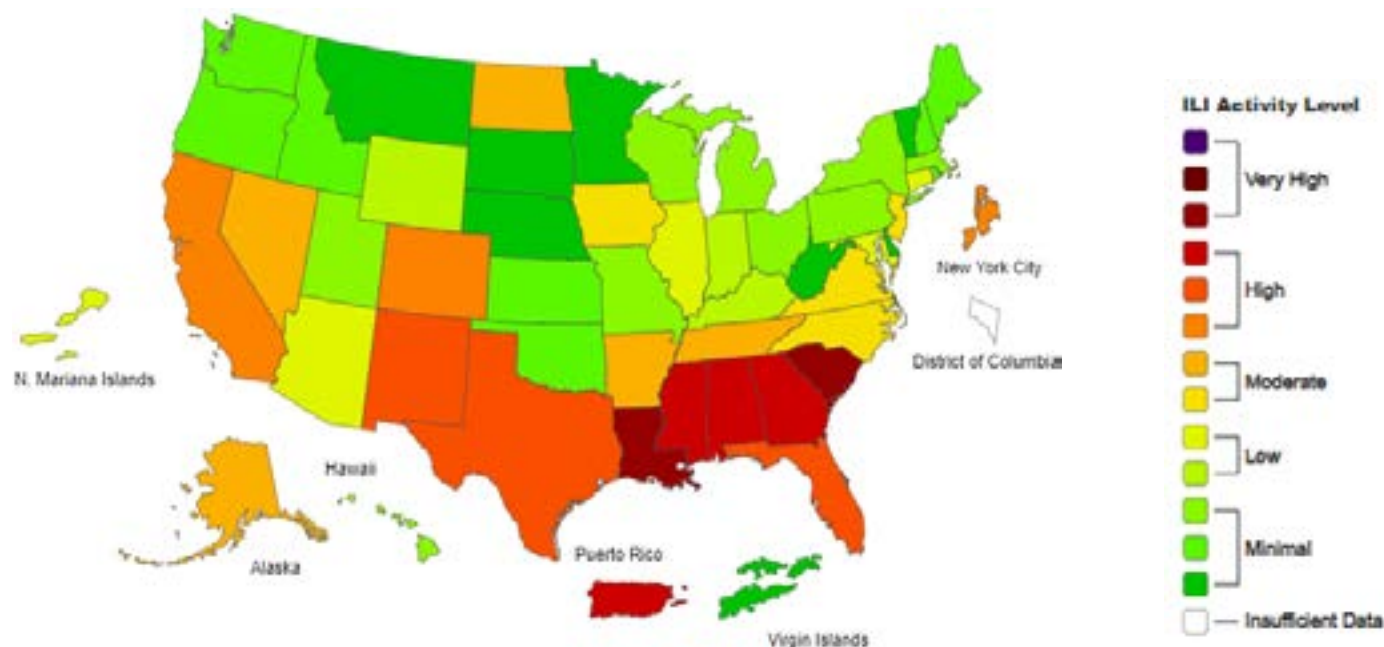 ILI Activity Level
Very High
High
Moderate
Low
Minimal
Insufficient Data
New York City
District of Columbia
N. Mariana Islands
Hawaii
Alaska
Puerto Rico
Virgin Islands